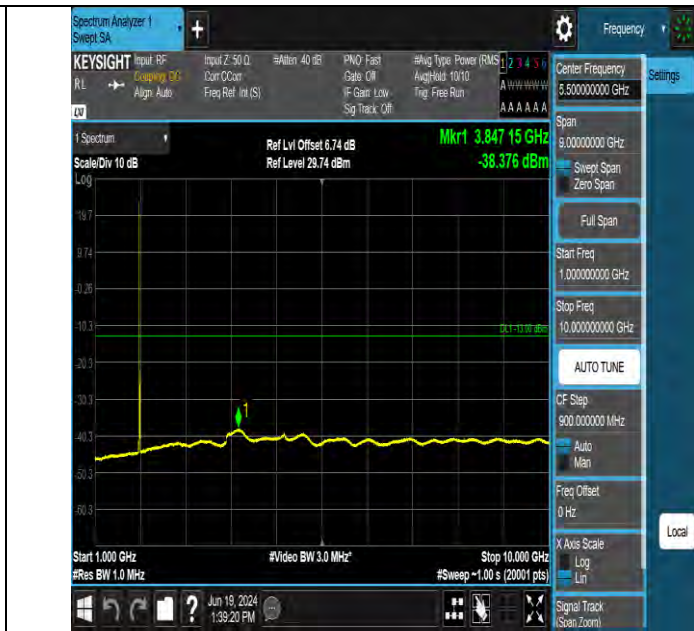 Spectrum Analyzer 1
Swept SA
+
Frequency
KEYSIGHT
RL
Input: RF
Coupling: DC
Align: Auto
Input Z: 50 Ω
Corr CCorr
Freq Ref: Int (S)
#Atten: 40 dB
PNO: Fast
Gate: Off
IF Gain: Low
Sig Track: Off
#Avg Type: Power (RMS
Avg|Hold: 10/10
Trig: Free Run
1 2 3 4 5 6
A W W W W W
A A A A A A
1 Spectrum
Scale/Div 10 dB
Ref Lvl Offset 6.74 dB
Ref Level 29.74 dBm
Mkr1 3.847 15 GHz
-38.376 dBm
Log
19.7
9.74
-0.26
-10.3
-20.3
-30.3
-40.3
-50.3
-60.3
DL1 -13.00 dBm
1
Start 1.000 GHz
#Res BW 1.0 MHz
#Video BW 3.0 MHz*
Stop 10.000 GHz
#Sweep ~1.00 s (20001 pts)
Jun 19, 2024
1:39:20 PM
?
Center Frequency
5.500000000 GHz
Settings
Span
9.00000000 GHz
Swept Span
Zero Span
Full Span
Start Freq
1.000000000 GHz
Stop Freq
10.000000000 GHz
AUTO TUNE
CF Step
900.000000 MHz
Auto
Man
Freq Offset
0 Hz
X Axis Scale
Log
Lin
Local
Signal Track
(Span Zoom)